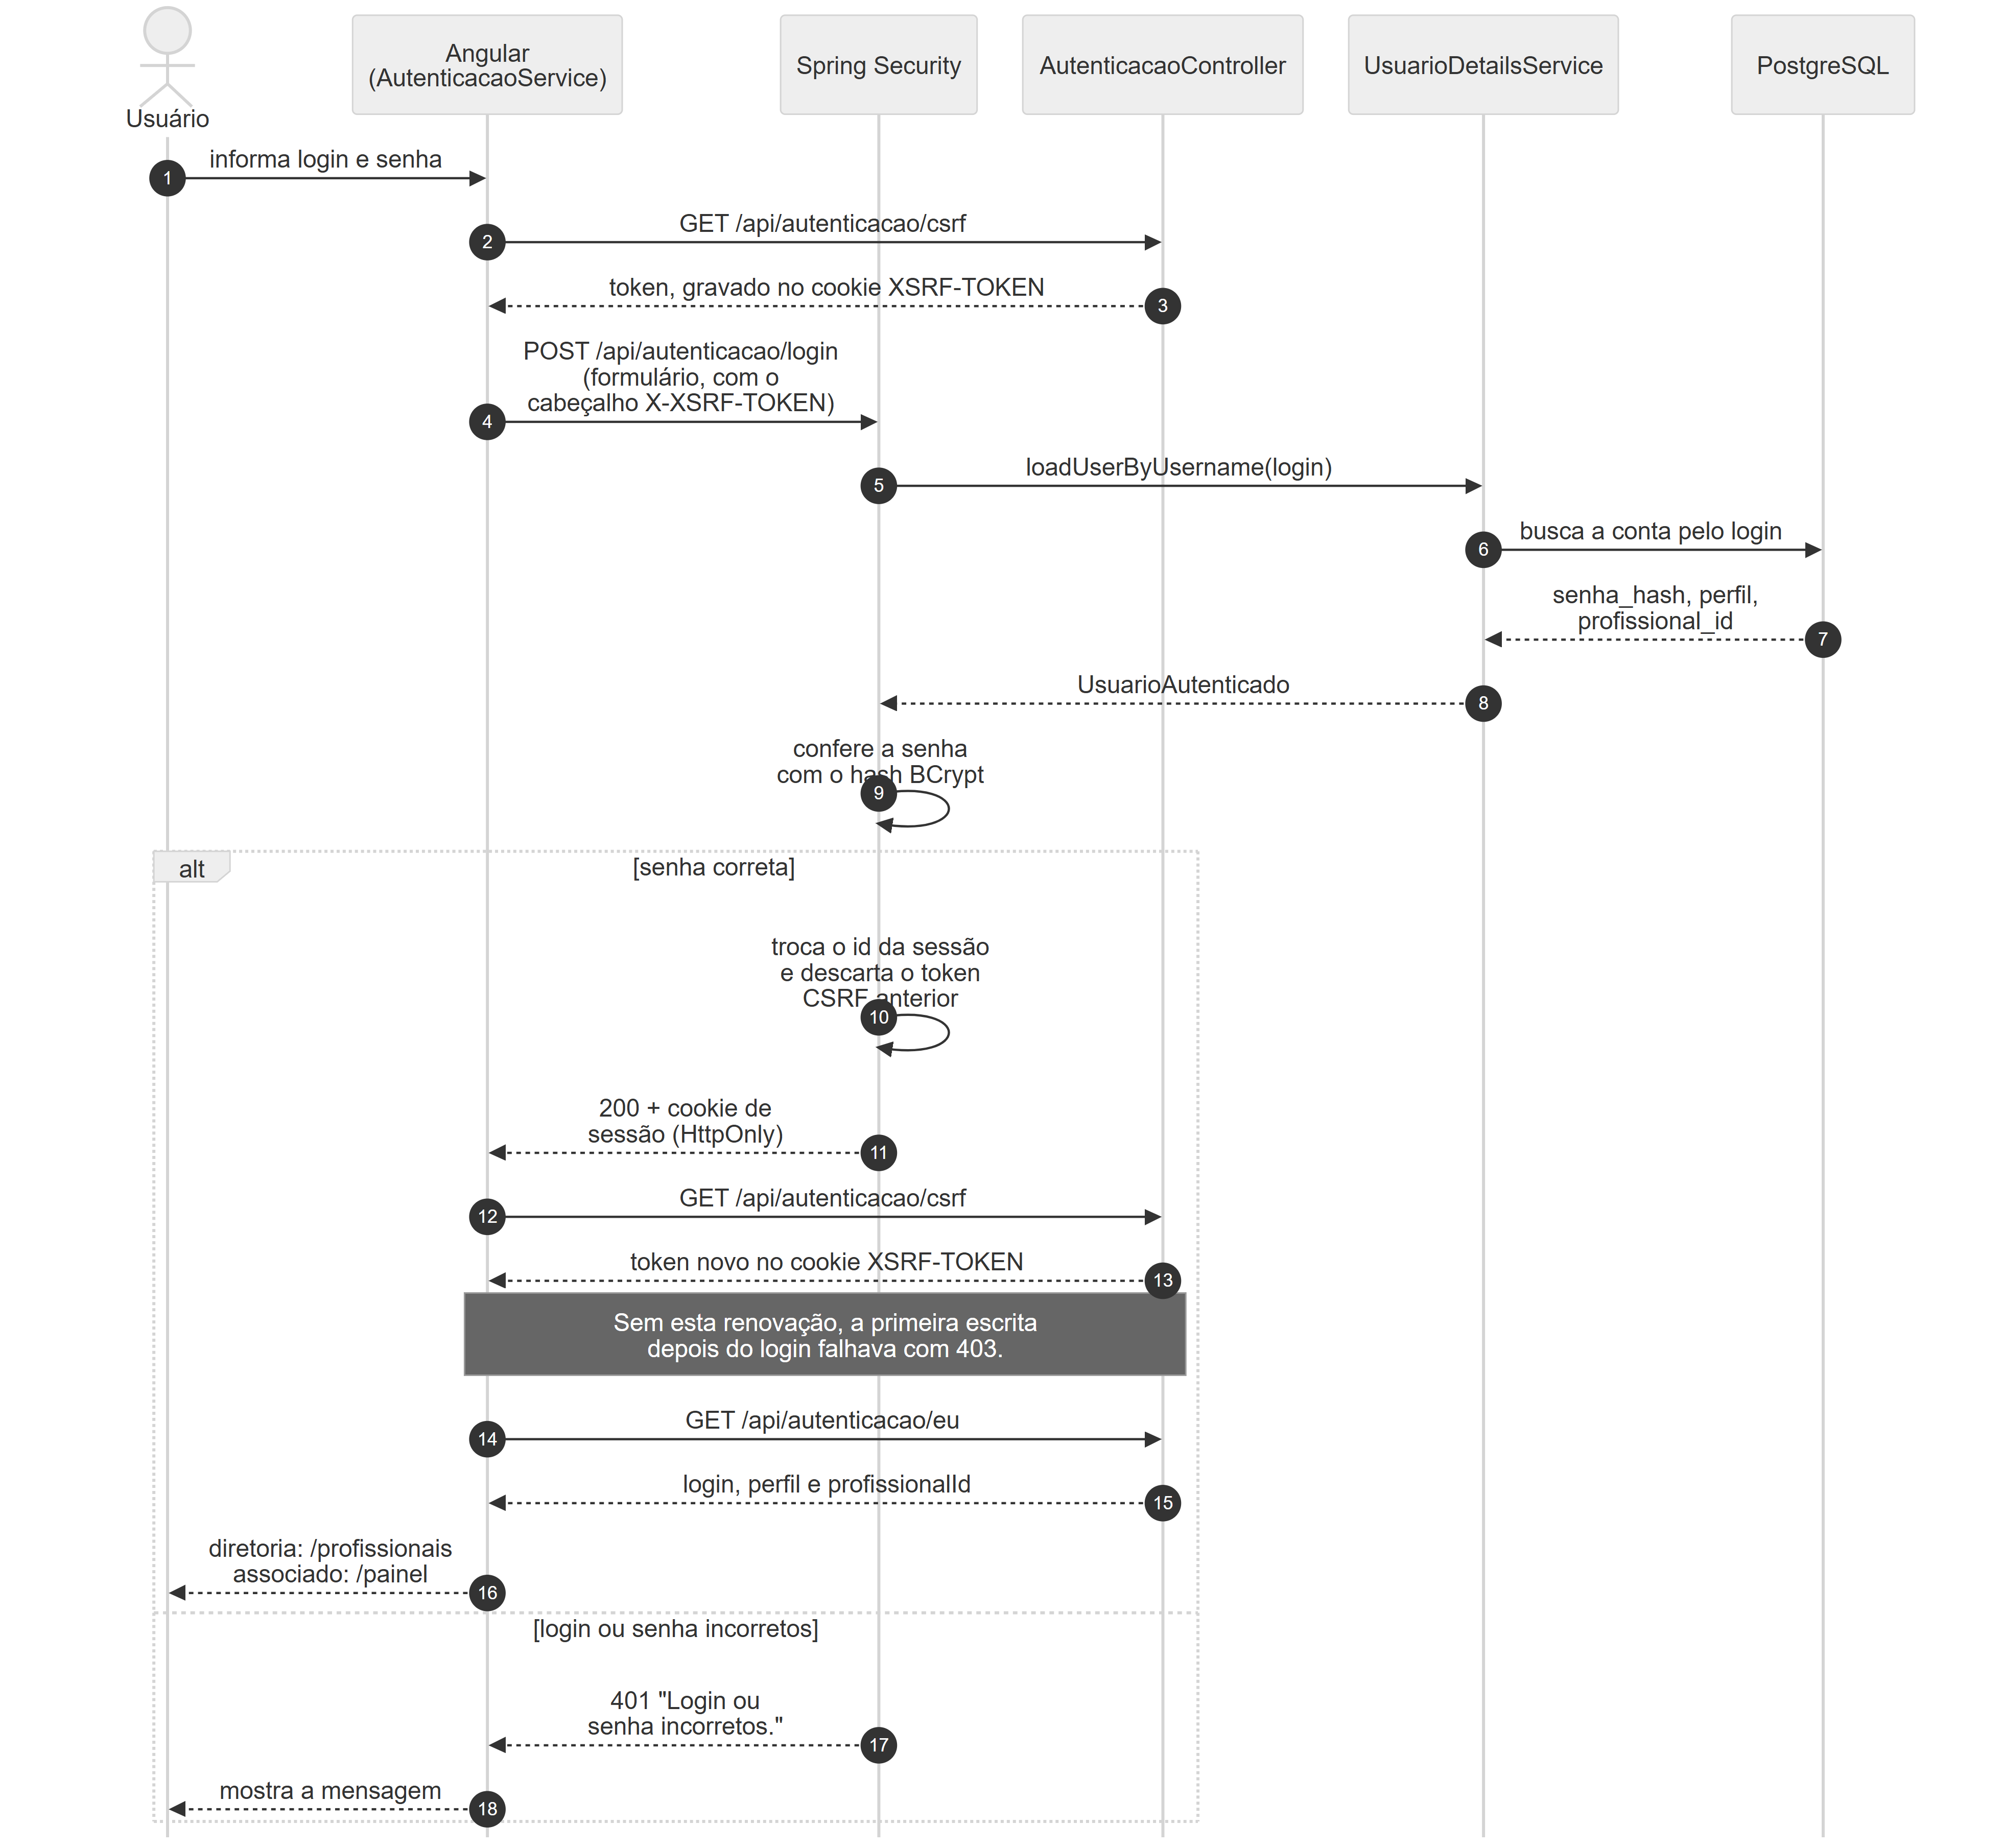 Usuário
Angular
(AutenticacaoService)
Spring Security
AutenticacaoController
UsuarioDetailsService
PostgreSQL
informa login e senha
1
GET /api/autenticacao/csrf
2
token, gravado no cookie XSRF-TOKEN
3
POST /api/autenticacao/login
(formulário, com o
cabeçalho X-XSRF-TOKEN)
4
loadUserByUsername(login)
5
busca a conta pelo login
6
senha_hash, perfil,
profissional_id
7
UsuarioAutenticado
8
confere a senha
com o hash BCrypt
9
alt
[senha correta]
troca o id da sessão
e descarta o token
CSRF anterior
10
200 + cookie de
sessão (HttpOnly)
11
GET /api/autenticacao/csrf
12
token novo no cookie XSRF-TOKEN
13
Sem esta renovação, a primeira escrita
depois do login falhava com 403.
GET /api/autenticacao/eu
14
login, perfil e profissionalId
15
diretoria: /profissionais
associado: /painel
16
[login ou senha incorretos]
401 "Login ou
senha incorretos."
17
mostra a mensagem
18